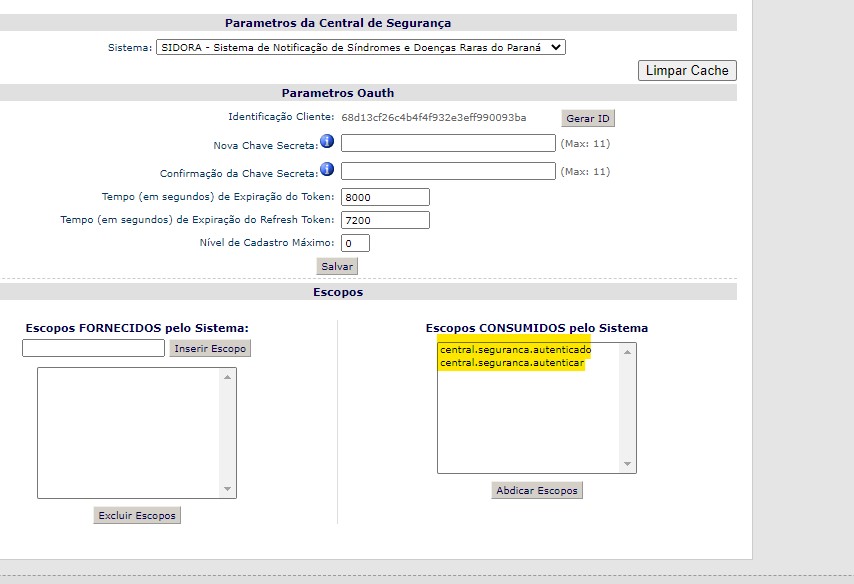 Parametros da Central de Segurança
Sistema: SIDORA - Sistema de Notificação de Síndromes e Doenças Raras do Paraná
Limpar Cache
Parametros Oauth
Identificação Cliente: 68d13cf26c4b4f4f932e3eff990093ba Gerar ID
Nova Chave Secreta: (Max: 11)
Confirmação da Chave Secreta: (Max: 11)
Tempo (em segundos) de Expiração do Token: 8000
Tempo (em segundos) de Expiração do Refresh Token: 7200
Nível de Cadastro Máximo: 0
Salvar
Escopos
Escopos FORNECIDOS pelo Sistema:
Inserir Escopo
Excluir Escopos
Escopos CONSUMIDOS pelo Sistema
central.seguranca.autenticado
central.seguranca.autenticar
Abdicar Escopos